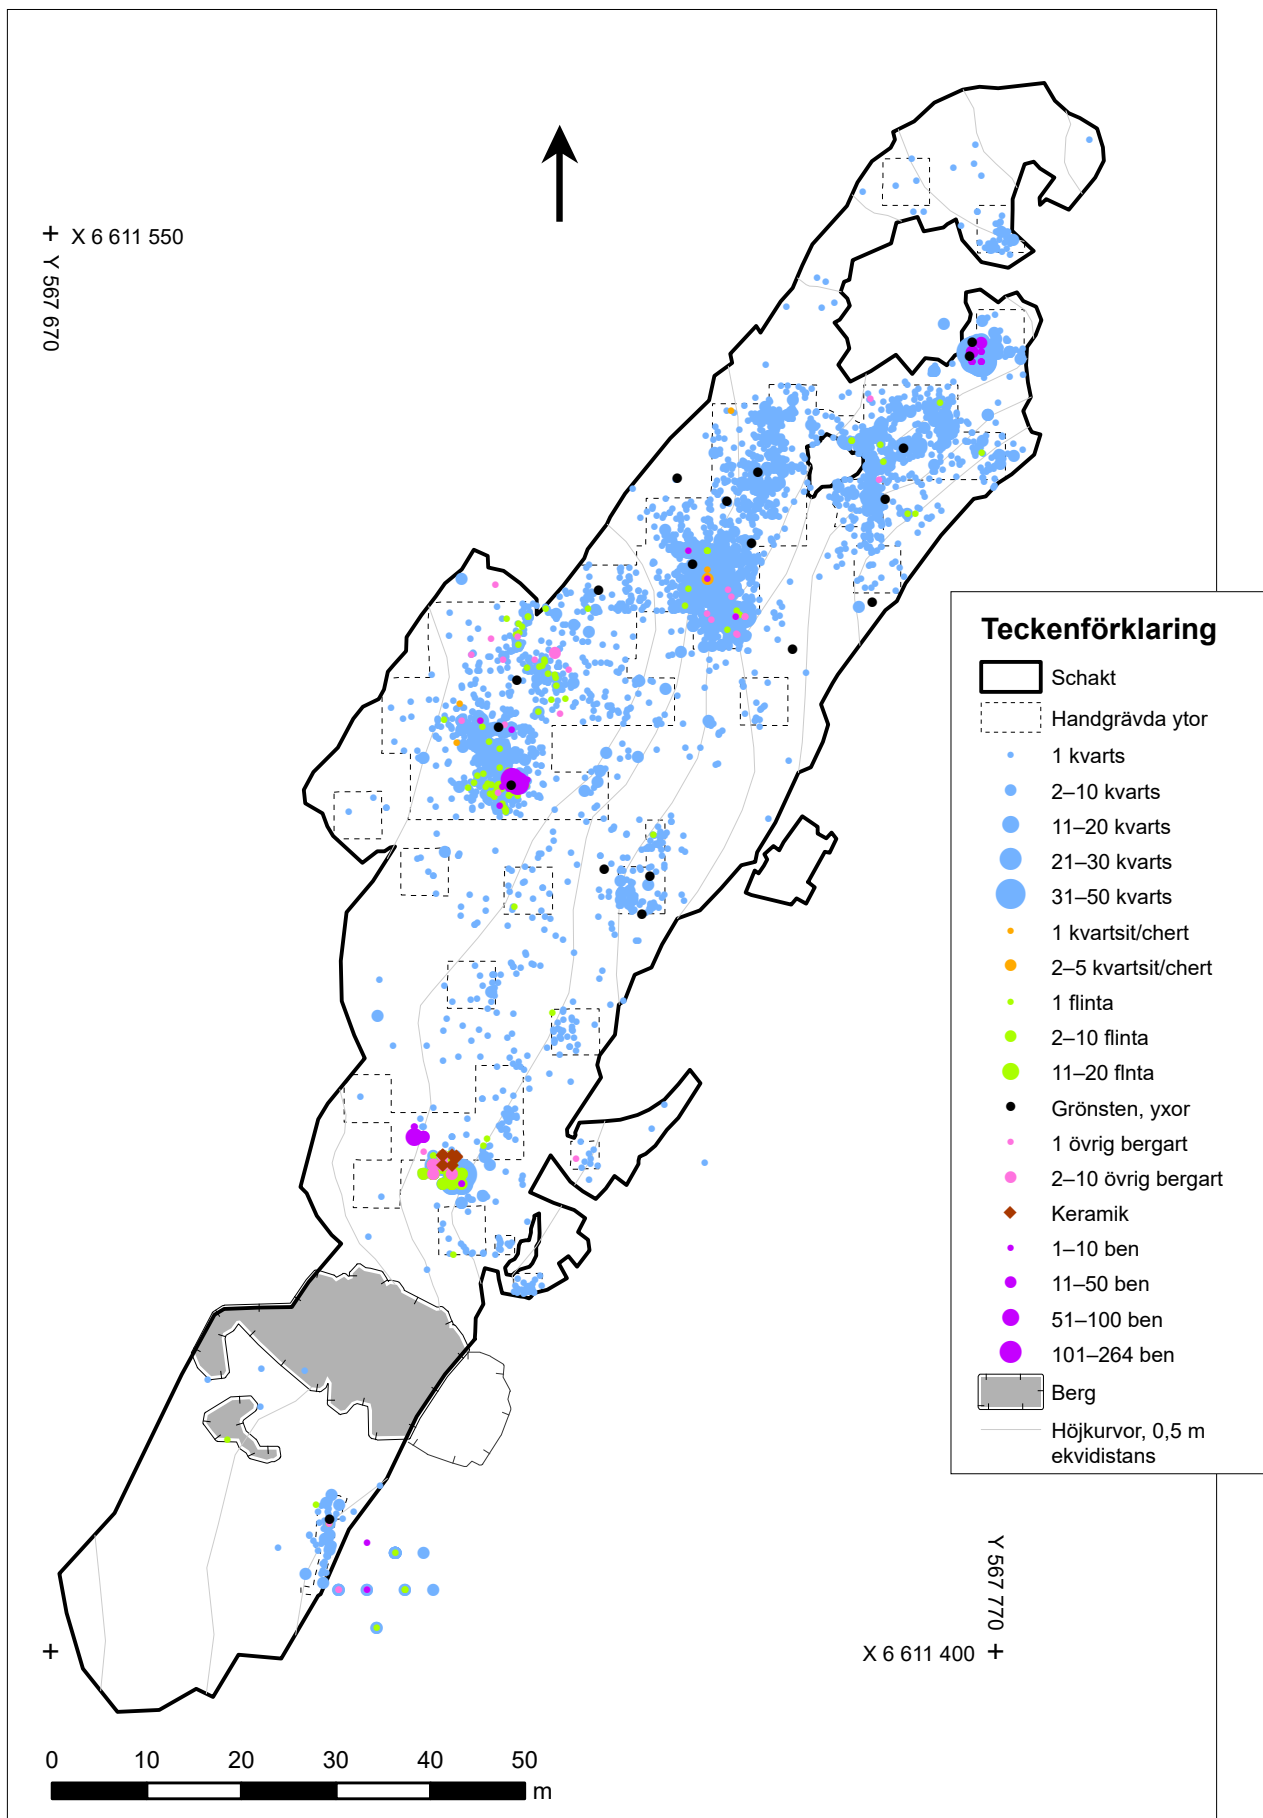 X 6 611 550
Y 567 670
Teckenförklaring
Schakt
Handgrävda ytor
1 kvarts
2–10 kvarts
11–20 kvarts
21–30 kvarts
31–50 kvarts
1 kvartsit/chert
2–5 kvartsit/chert
1 flinta
2–10 flinta
11–20 flnta
Grönsten, yxor
1 övrig bergart
2–10 övrig bergart
Keramik
1–10 ben
11–50 ben
51–100 ben
101–264 ben
Berg
Höjkurvor, 0,5 m
ekvidistans
Y 567 770
X 6 611 400
0 10 20 30 40 50
m